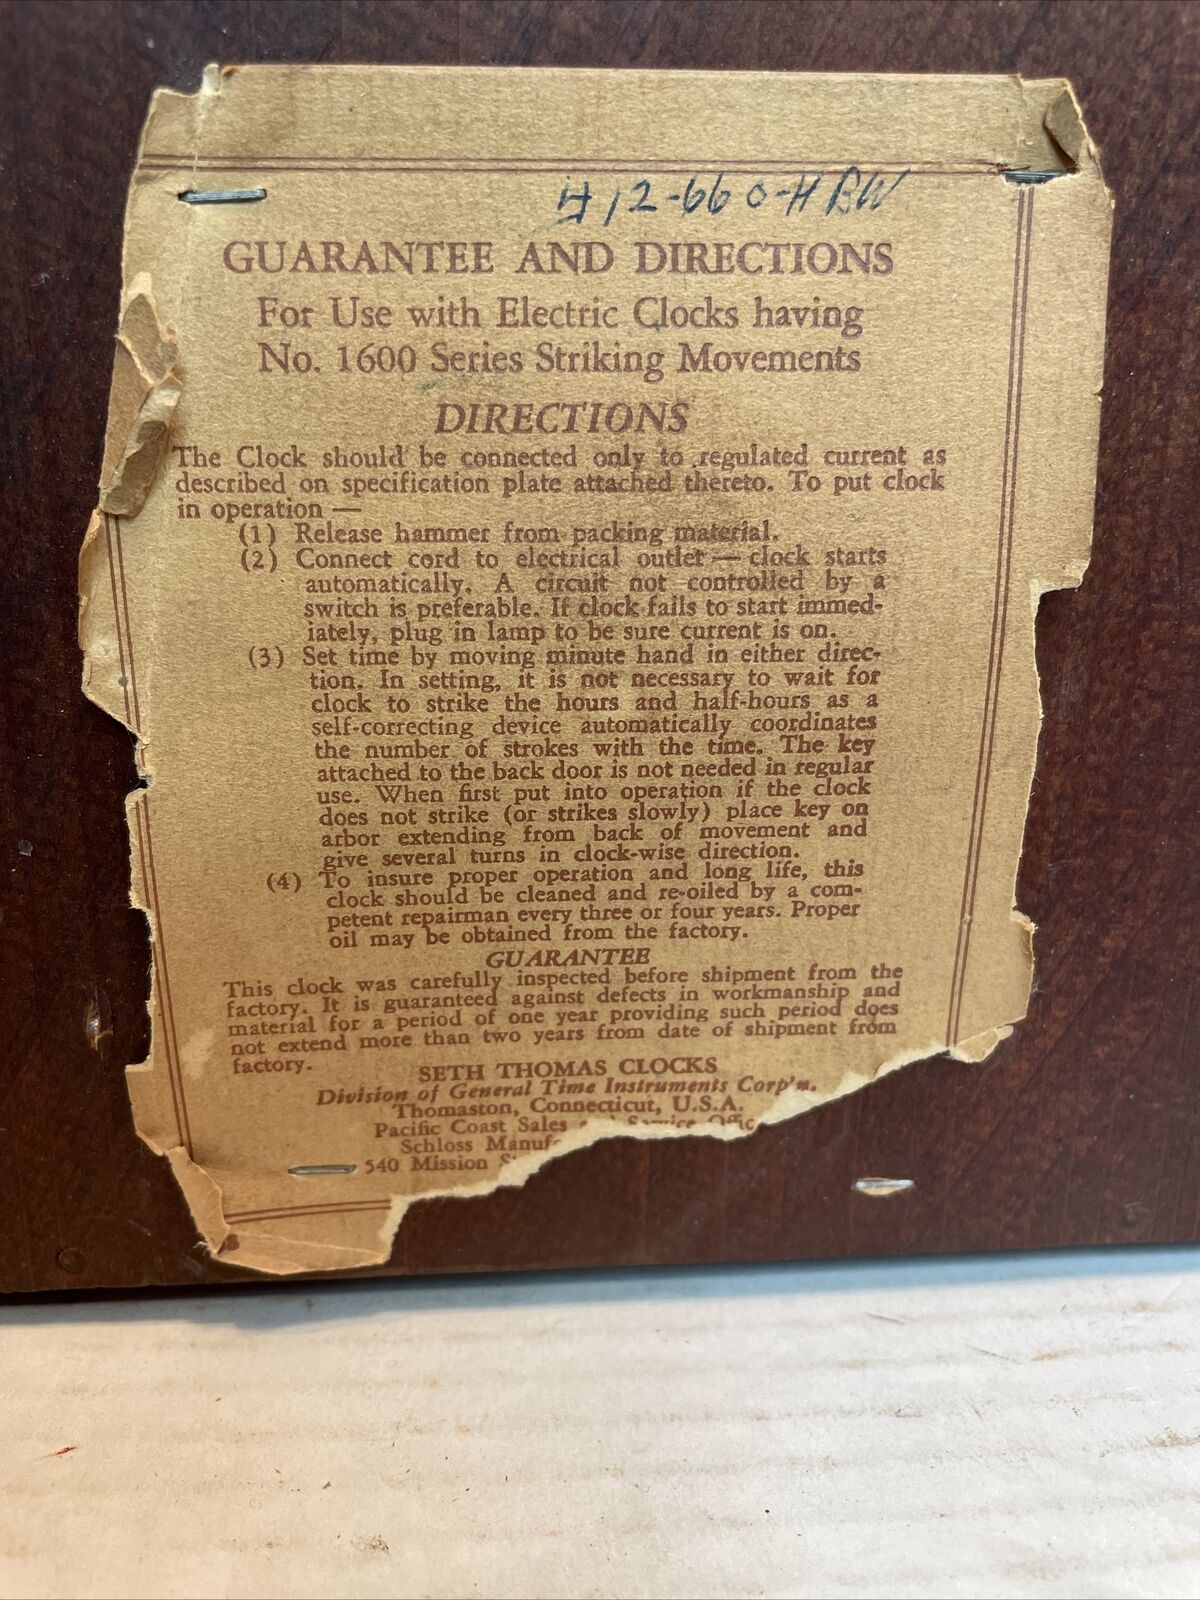 412-660-HBW
GUARANTEE AND DIRECTIONS
For Use with Electric Clocks having
No. 1600 Series Striking Movements
DIRECTIONS
The Clock should be connected only to regulated current as
described on specification plate attached thereto. To put clock
in operation —
(1) Release hammer from packing material.
(2) Connect cord to electrical outlet — clock starts
automatically. A circuit not controlled by a
switch is preferable. If clock fails to start immed-
iately, plug in lamp to be sure current is on.
(3) Set time by moving minute hand in either direc-
tion. In setting, it is not necessary to wait for
clock to strike the hours and half-hours as a
self-correcting device automatically coordinates
the number of strokes with the time. The key
attached to the back door is not needed in regular
use. When first put into operation if the clock
does not strike (or strikes slowly) place key on
arbor extending from back of movement and
give several turns in clock-wise direction.
(4) To insure proper operation and long life, this
clock should be cleaned and re-oiled by a com-
petent repairman every three or four years. Proper
oil may be obtained from the factory.
GUARANTEE
This clock was carefully inspected before shipment from the
factory. It is guaranteed against defects in workmanship and
material for a period of one year providing such period does
not extend more than two years from date of shipment from
factory.
SETH THOMAS CLOCKS
Division of General Time Instruments Corp'n.
Thomaston, Connecticut, U.S.A.
Pacific Coast Sales Service Offic
Schloss Manuf
540 Mission